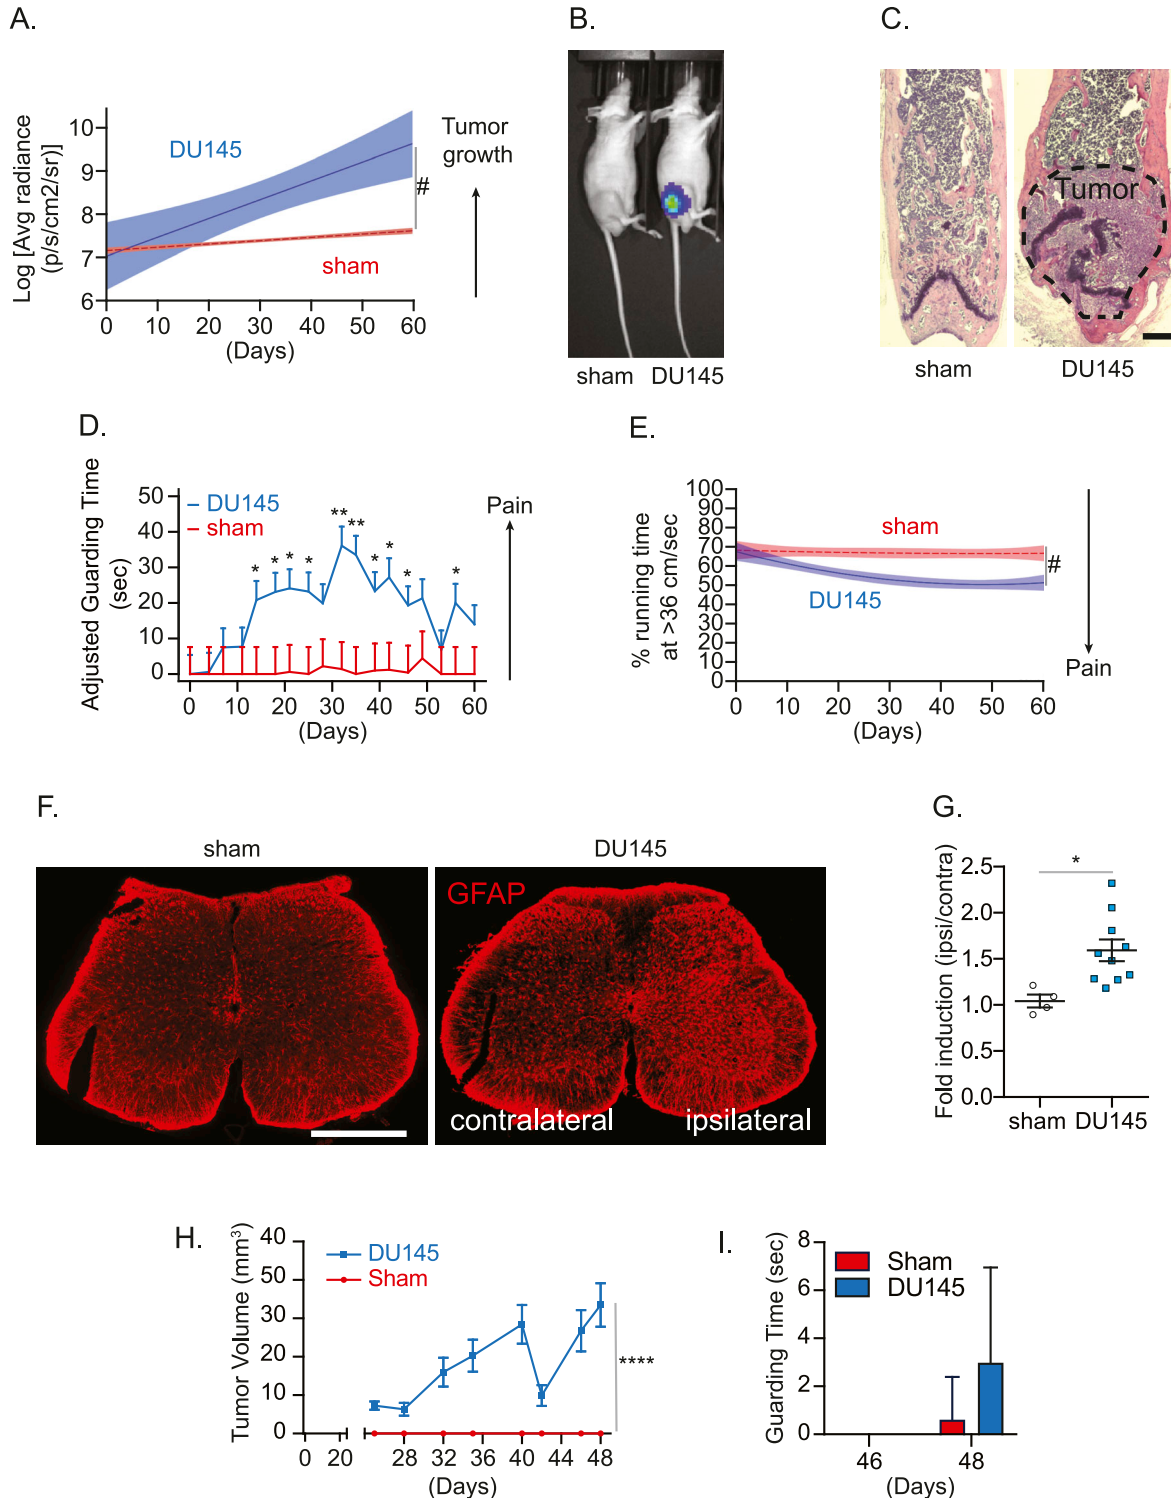 A.
Log [Avg radiance
(p/s/cm2/sr)]
10
9
8
7
6
0 10 20 30 40 50 60
(Days)
DU145
sham
#
Tumor
growth
B.
sham DU145
C.
Tumor
sham DU145
D.
Adjusted Guarding Time
(sec)
50
40
30
20
10
0
DU145
sham
* * * * ** ** * * * *
Pain
0 10 20 30 40 50 60
(Days)
E.
% running time
at >36 cm/sec
100
90
80
70
60
50
40
30
20
10
0
sham
DU145
#
Pain
0 10 20 30 40 50 60
(Days)
F.
sham DU145
GFAP
contralateral ipsilateral
G.
Fold induction (ipsi/contra)
2.5
2.0
1.5
1.0
0.5
0.0
*
sham DU145
H.
Tumor Volume (mm³)
40
50
30
20
10
0
DU145
Sham
****
0 20 28 32 36 40 44 48
(Days)
I.
Guarding Time (sec)
8
6
4
2
0
Sham
DU145
46 48
(Days)